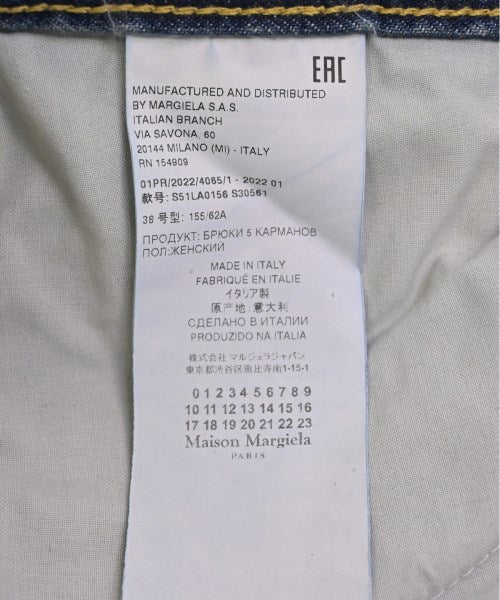 EAC
MANUFACTURED AND DISTRIBUTED
BY MARGIELA S.A.S.
ITALIAN BRANCH
VIA SAVONA, 60
20144 MILANO (MI) - ITALY
RN 154909
01PR/2022/4065/1 - 2022 01
款号: S51LA0156 S30561
38 号型: 155/62A
ПРОДУКТ: БРЮКИ 5 КАРМАНОВ
ПОЛ:ЖЕНСКИЙ
MADE IN ITALY
FABRIQUÉ EN ITALIE
イタリア製
原产地: 意大利
СДЕЛАНО В ИТАЛИИ
PRODUZIDO NA ITALIA
株式会社 マルジェラジャパン
東京都渋谷区恵比寿南1-15-1
0 1 2 3 4 5 6 7 8 9
10 11 12 13 14 15 16
17 18 19 20 21 22 23
Maison Margiela
PARIS